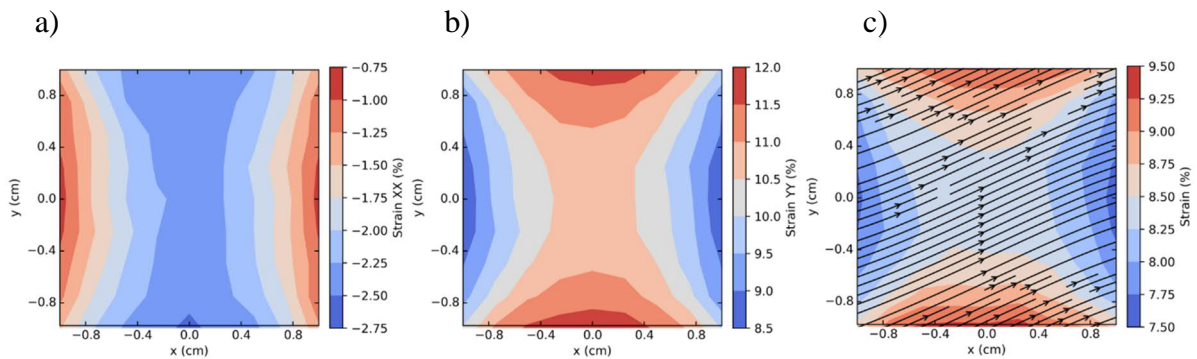 a)
b)
c)
0.8
0.4
0.0
−0.4
−0.8
y (cm)
−0.8 −0.4 0.0 0.4 0.8
x (cm)
−0.75
−1.00
−1.25
−1.50
−1.75
−2.00
−2.25
−2.50
−2.75
Strain XX (%)
0.8
0.4
0.0
−0.4
−0.8
y (cm)
−0.8 −0.4 0.0 0.4 0.8
x (cm)
12.0
11.5
11.0
10.5
10.0
9.5
9.0
8.5
Strain YY (%)
0.8
0.4
0.0
−0.4
−0.8
y (cm)
−0.8 −0.4 0.0 0.4 0.8
x (cm)
9.50
9.25
9.00
8.75
8.50
8.25
8.00
7.75
7.50
Strain (%)